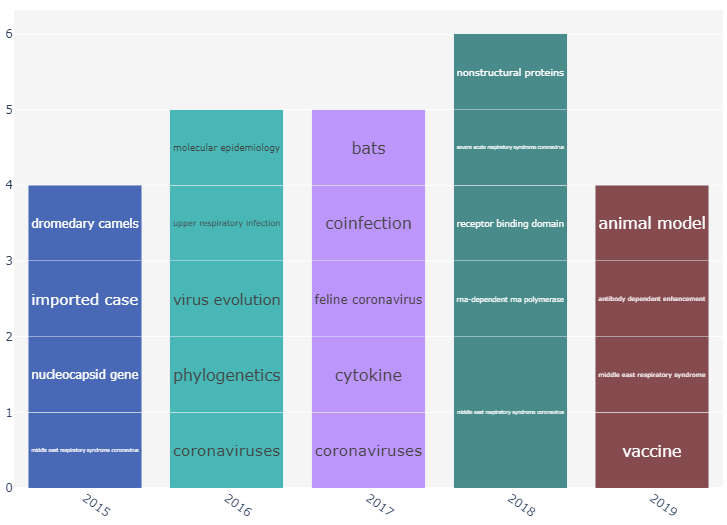 6
nonstructural proteins
5
molecular epidemiology
bats
severe acute respiratory syndrome coronavirus
4
dromedary camels
upper respiratory infection
coinfection
receptor binding domain
animal model
3
imported case
virus evolution
feline coronavirus
rna-dependent rna polymerase
antibody dependent enhancement
2
nucleocapsid gene
phylogenetics
cytokine
middle east respiratory syndrome
1
middle east respiratory syndrome coronavirus
middle east respiratory syndrome coronavirus
coronaviruses
coronaviruses
vaccine
0
2015
2016
2017
2018
2019